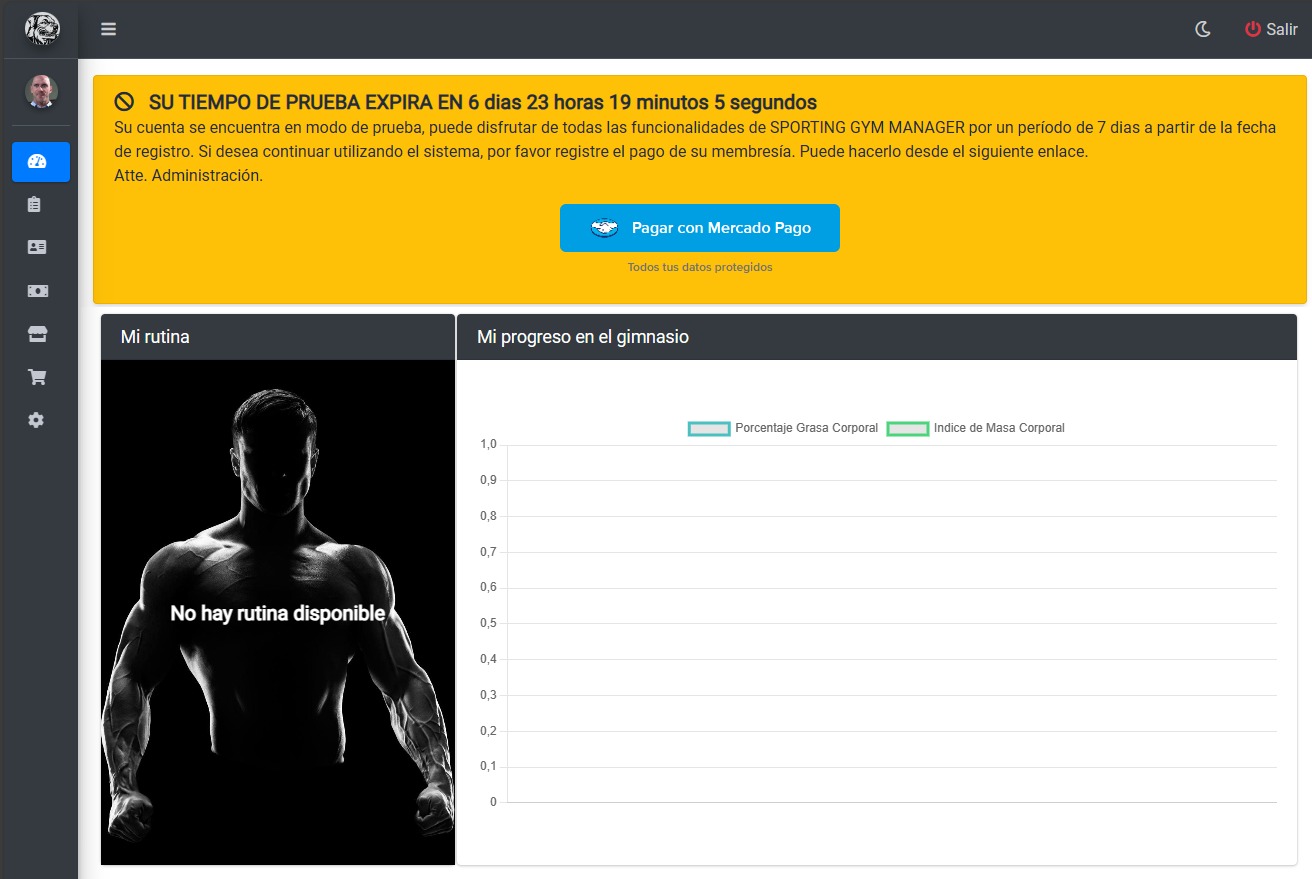 Salir
SU TIEMPO DE PRUEBA EXPIRA EN 6 dias 23 horas 19 minutos 5 segundos
Su cuenta se encuentra en modo de prueba, puede disfrutar de todas las funcionalidades de SPORTING GYM MANAGER por un período de 7 dias a partir de la fecha
de registro. Si desea continuar utilizando el sistema, por favor registre el pago de su membresía. Puede hacerlo desde el siguiente enlace.
Atte. Administración.
Pagar con Mercado Pago
Todos tus datos protegidos
Mi rutina
No hay rutina disponible
Mi progreso en el gimnasio
Porcentaje Grasa Corporal Indice de Masa Corporal
1,0
0,9
0,8
0,7
0,6
0,5
0,4
0,3
0,2
0,1
0